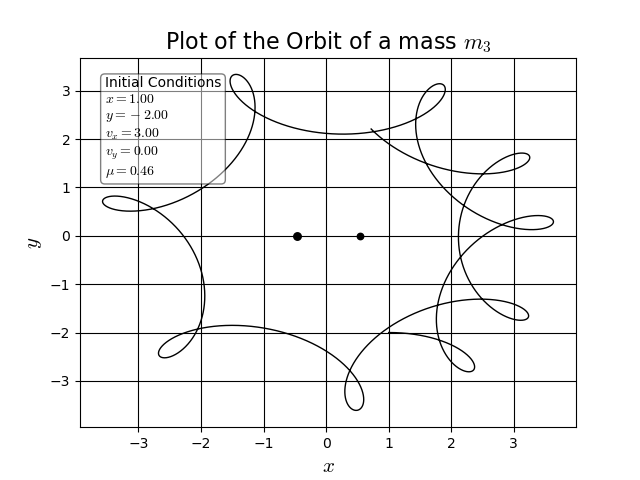 Plot of the Orbit of a mass m₃
Initial Conditions
x = 1.00
y = − 2.00
vₓ = 3.00
v_y = 0.00
μ = 0.46
3
2
1
0
−1
−2
−3
y
−3 −2 −1 0 1 2 3
x